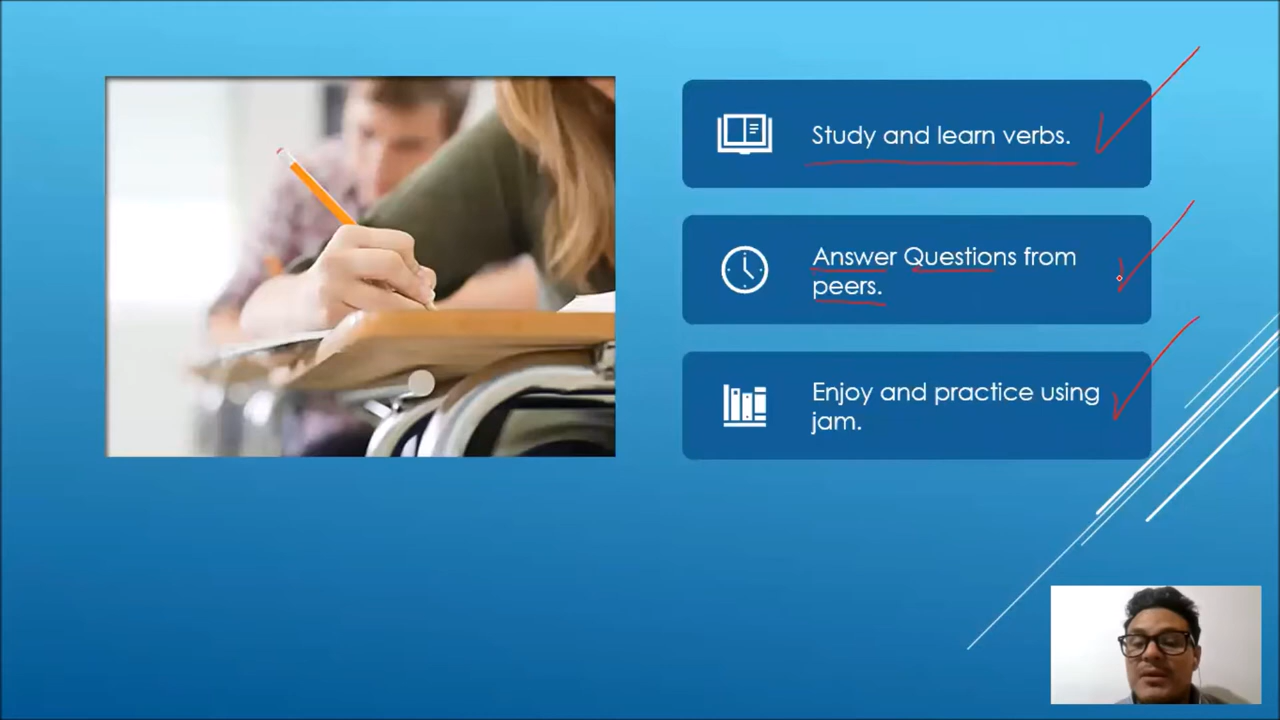 Study and learn verbs.
Answer Questions from
peers.
Enjoy and practice using
jam.